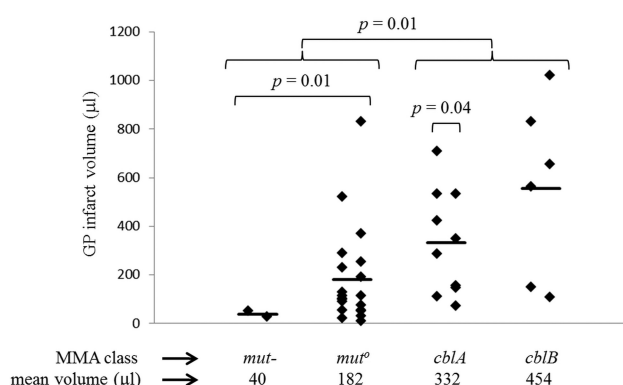 1200
p = 0.01
1000
p = 0.01
800
p = 0.04
600
400
200
0
GP infarct volume (µl)
MMA class mut- mutᵒ cblA cblB
mean volume (µl) 40 182 332 454